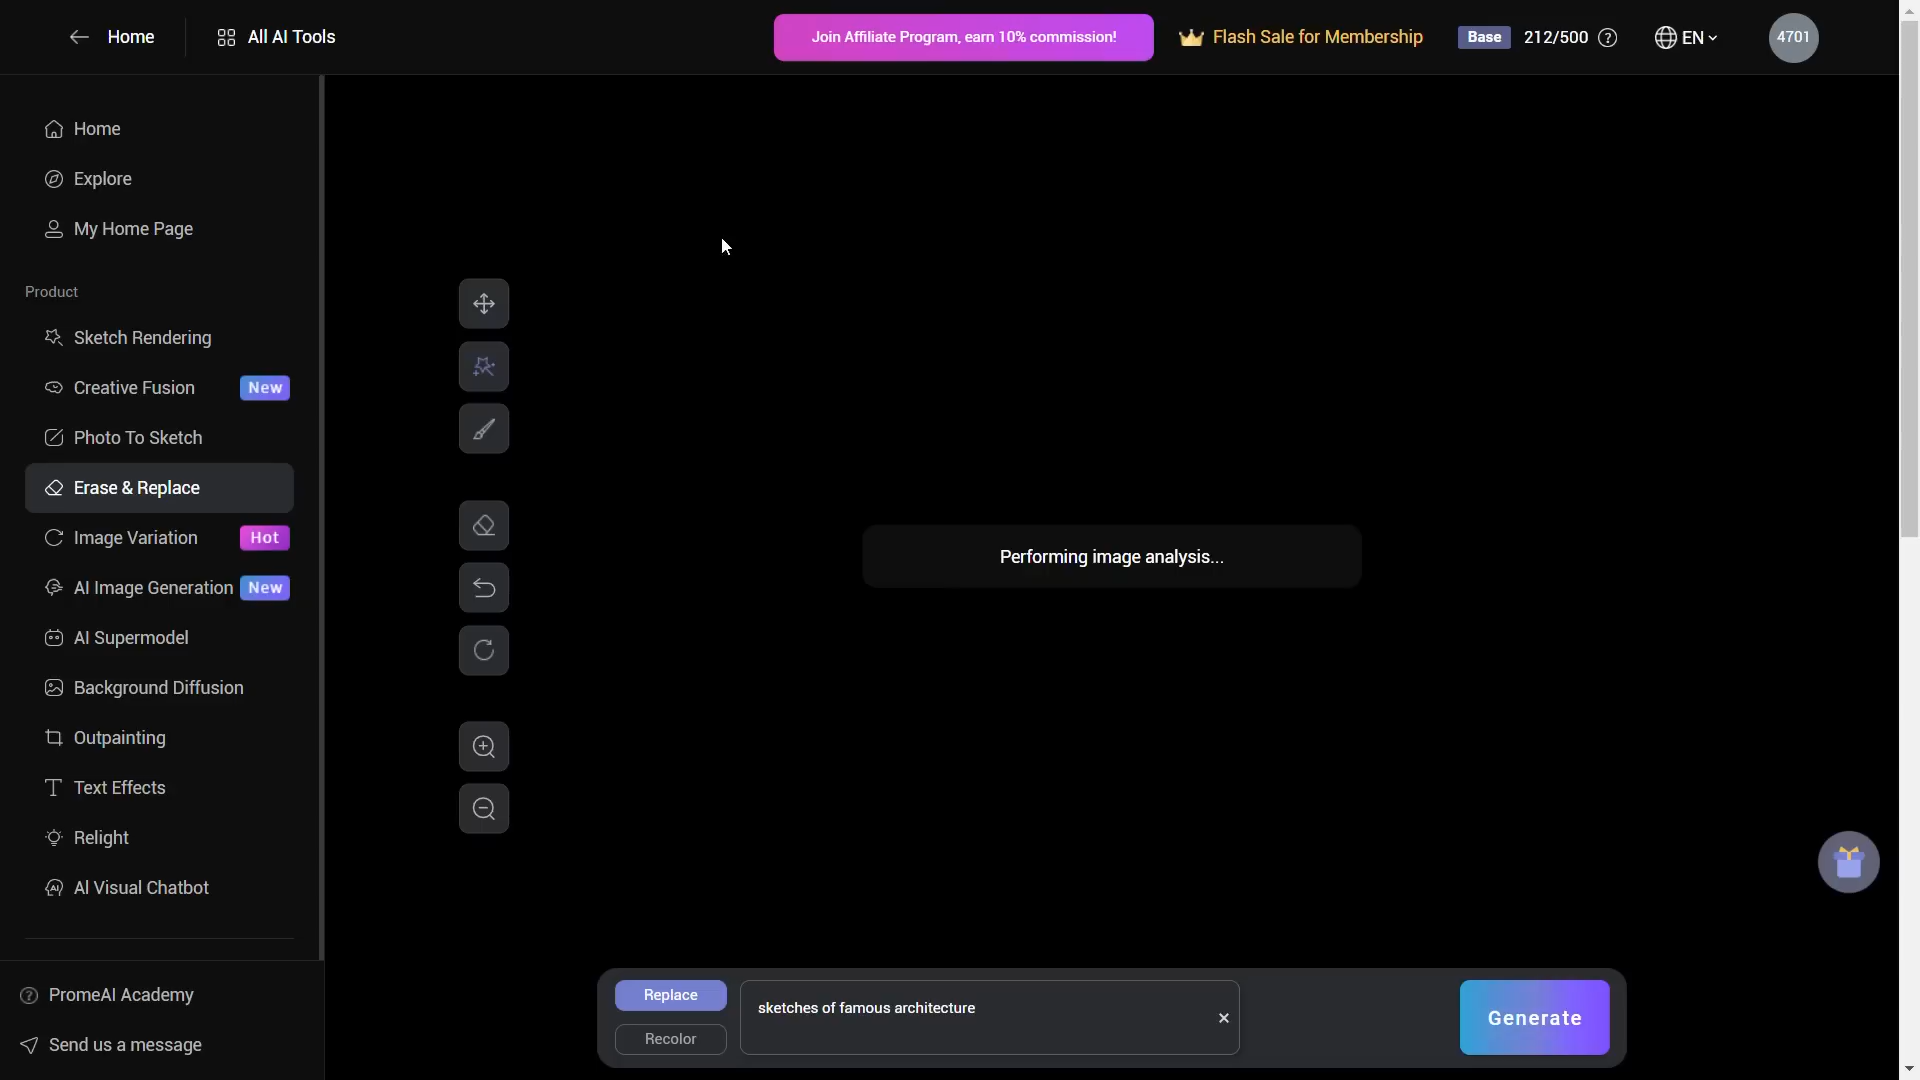 Home
All AI Tools
Join Affiliate Program, earn 10% commission!
Flash Sale for Membership
Base
212/500
EN
4701
Home
Explore
My Home Page
Product
Sketch Rendering
Creative Fusion
New
Photo To Sketch
Erase & Replace
Image Variation
Hot
AI Image Generation
New
AI Supermodel
Background Diffusion
Outpainting
Text Effects
Relight
AI Visual Chatbot
PromeAI Academy
Send us a message
Performing image analysis...
Replace
Recolor
sketches of famous architecture
Generate